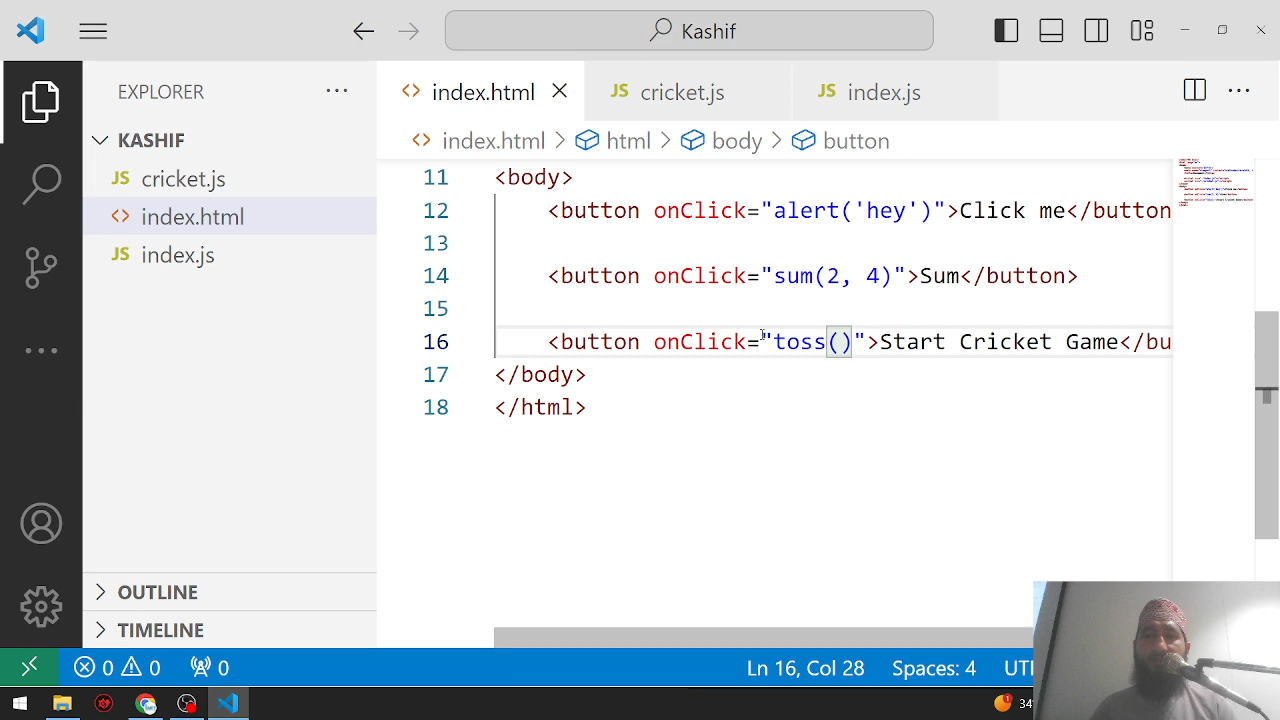 Kashif
EXPLORER
index.html
cricket.js
index.js
KASHIF
cricket.js
index.html
index.js
index.html > html > body > button
11 <body>
12 <button onClick="alert('hey')">Click me</button
13
14 <button onClick="sum(2, 4)">Sum</button>
15
16 <button onClick="toss()">Start Cricket Game</bu
17 </body>
18 </html>
OUTLINE
TIMELINE
0 0 0
Ln 16, Col 28
Spaces: 4
UTF
34°